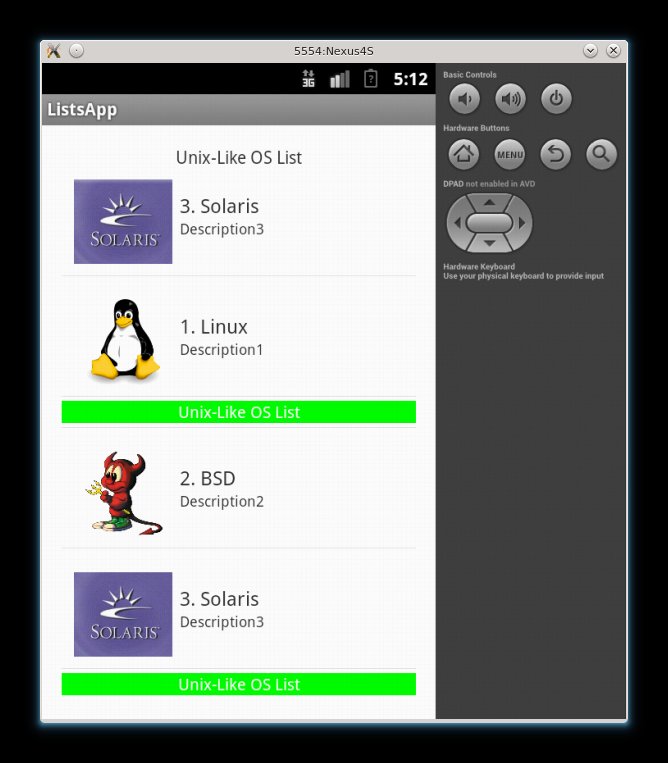 5554:Nexus4S
3G
5:12
ListsApp
Unix-Like OS List
SOLARIS
3. Solaris
Description3
1. Linux
Description1
Unix-Like OS List
2. BSD
Description2
SOLARIS
3. Solaris
Description3
Unix-Like OS List
Basic Controls
Hardware Buttons
MENU
DPAD not enabled in AVD
Hardware Keyboard
Use your physical keyboard to provide input